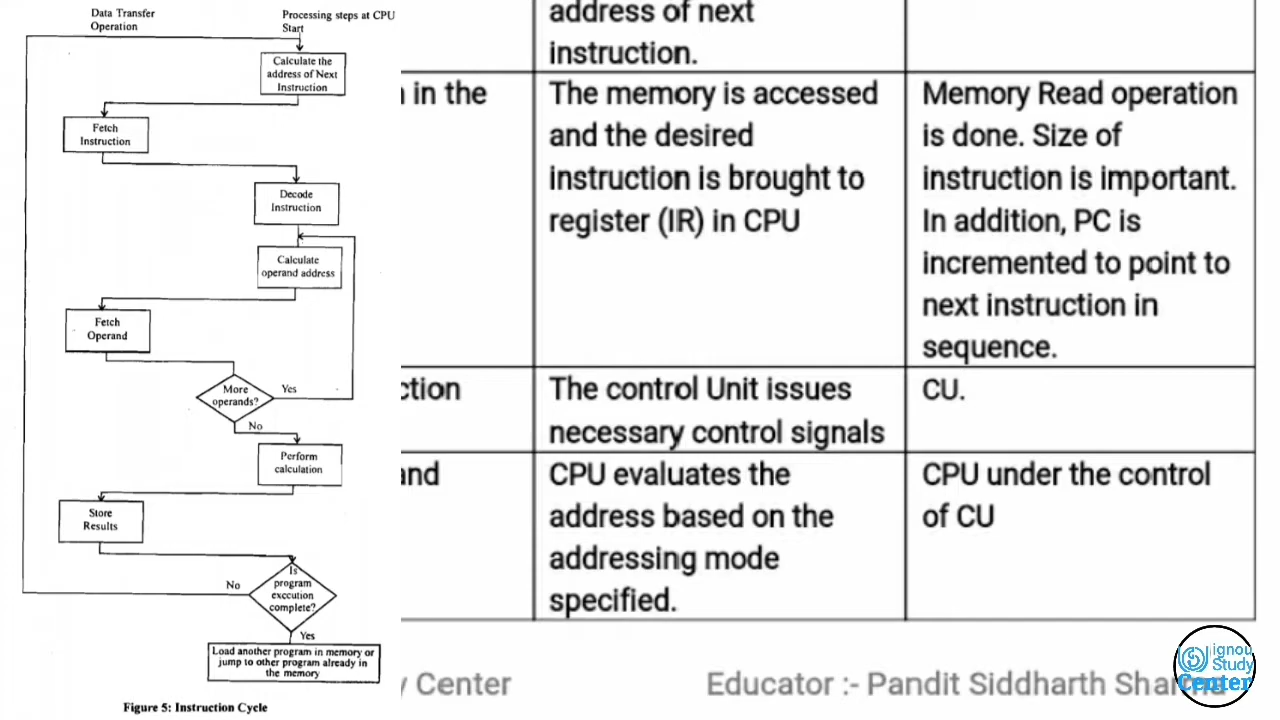 Data Transfer
Operation
Processing steps at CPU
Start
Calculate the
address of Next
Instruction
Fetch
Instruction
Decode
Instruction
Calculate
operand address
Fetch
Operand
More
operands?
Yes
No
Perform
calculation
Store
Results
Is
program
execution
complete?
No
Yes
Load another program in memory or
jump to other program already in
the memory
Figure 5: Instruction Cycle
address of next
instruction.
in the
The memory is accessed
and the desired
instruction is brought to
register (IR) in CPU
Memory Read operation
is done. Size of
instruction is important.
In addition, PC is
incremented to point to
next instruction in
sequence.
ction
The control Unit issues
necessary control signals
CU.
and
CPU evaluates the
address based on the
addressing mode
specified.
CPU under the control
of CU
y Center
Educator :- Pandit Siddharth Sharma
ignou
Study
Center